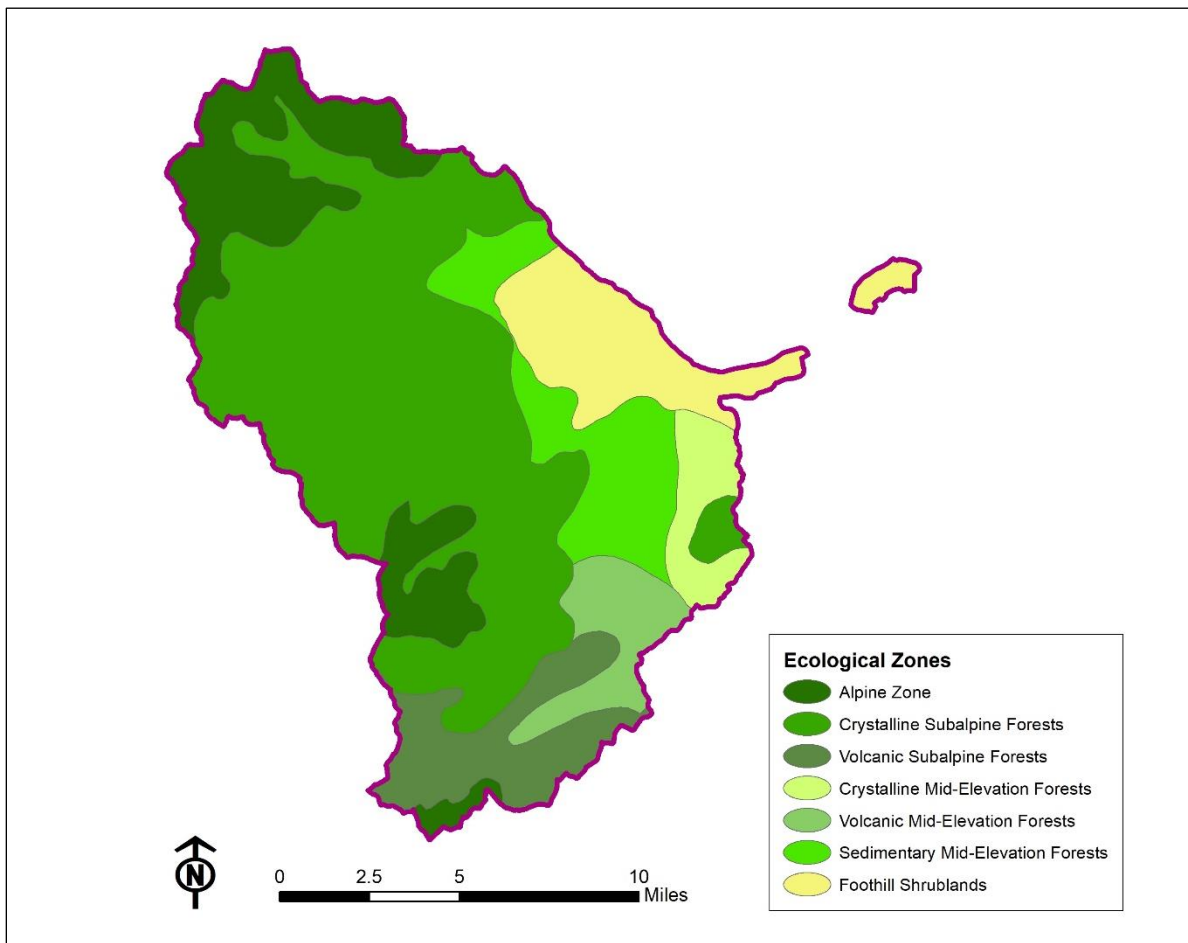 Ecological Zones
Alpine Zone
Crystalline Subalpine Forests
Volcanic Subalpine Forests
Crystalline Mid-Elevation Forests
Volcanic Mid-Elevation Forests
Sedimentary Mid-Elevation Forests
Foothill Shrublands
N
0 2.5 5 10
Miles